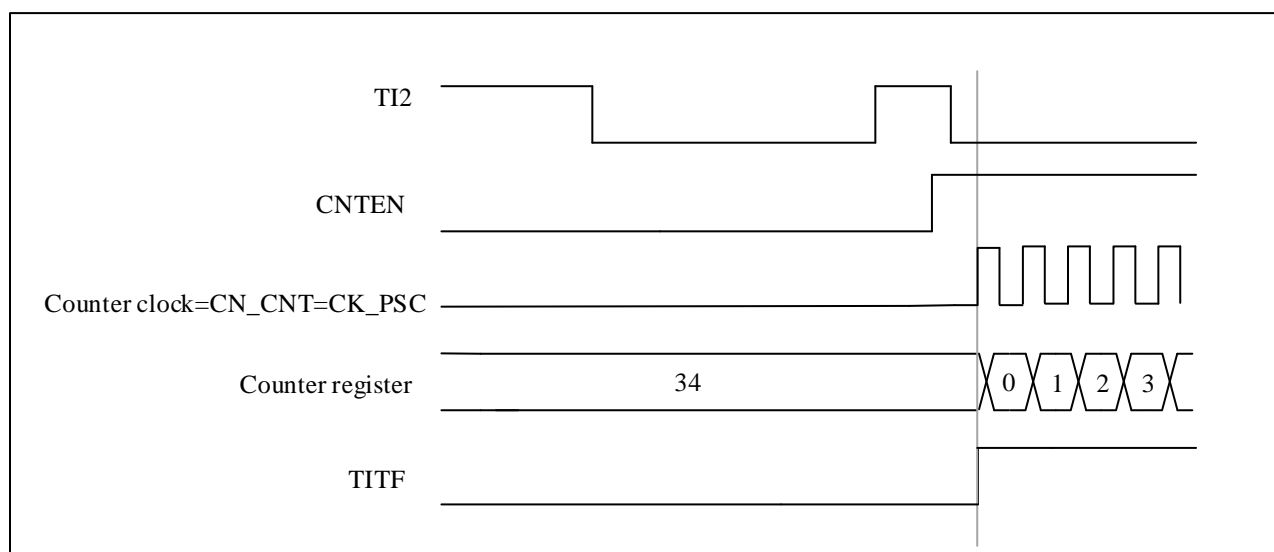 TI2
CNTEN
Counter clock=CN_CNT=CK_PSC
Counter register 34 0 1 2 3
TITF